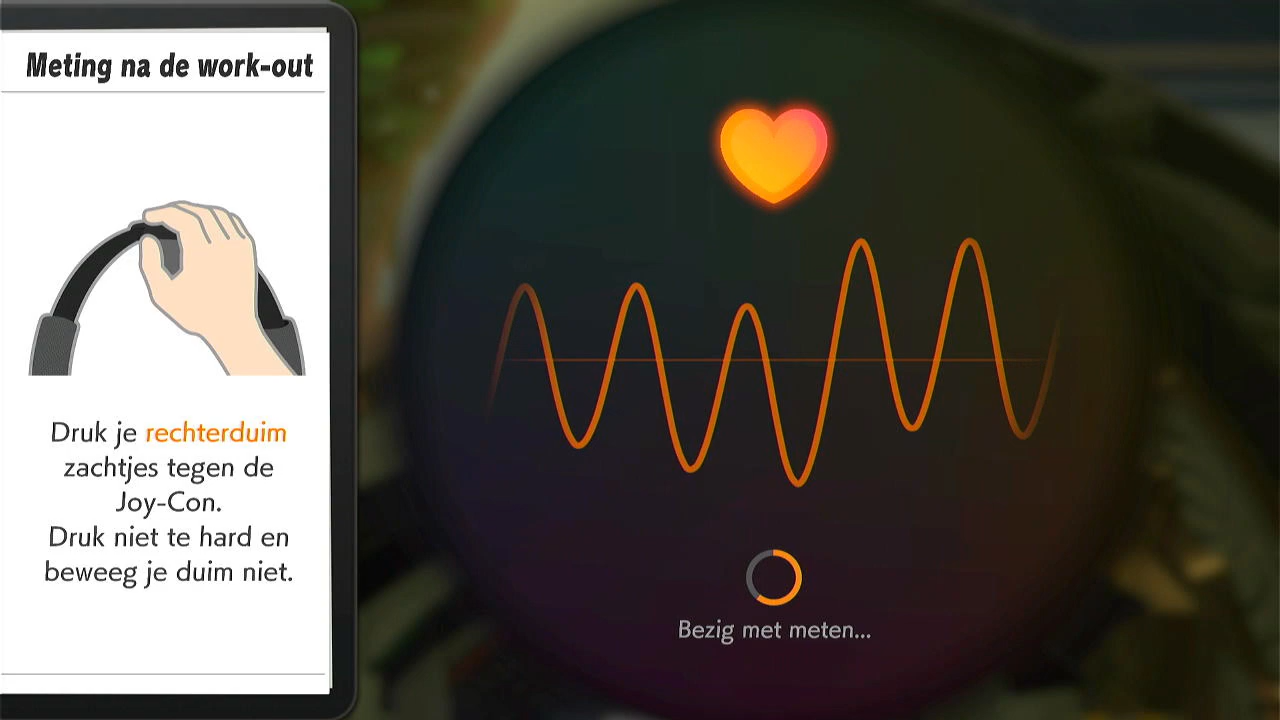 Meting na de work-out
Druk je rechterduim
zachtjes tegen de
Joy-Con.
Druk niet te hard en
beweeg je duim niet.
Bezig met meten...